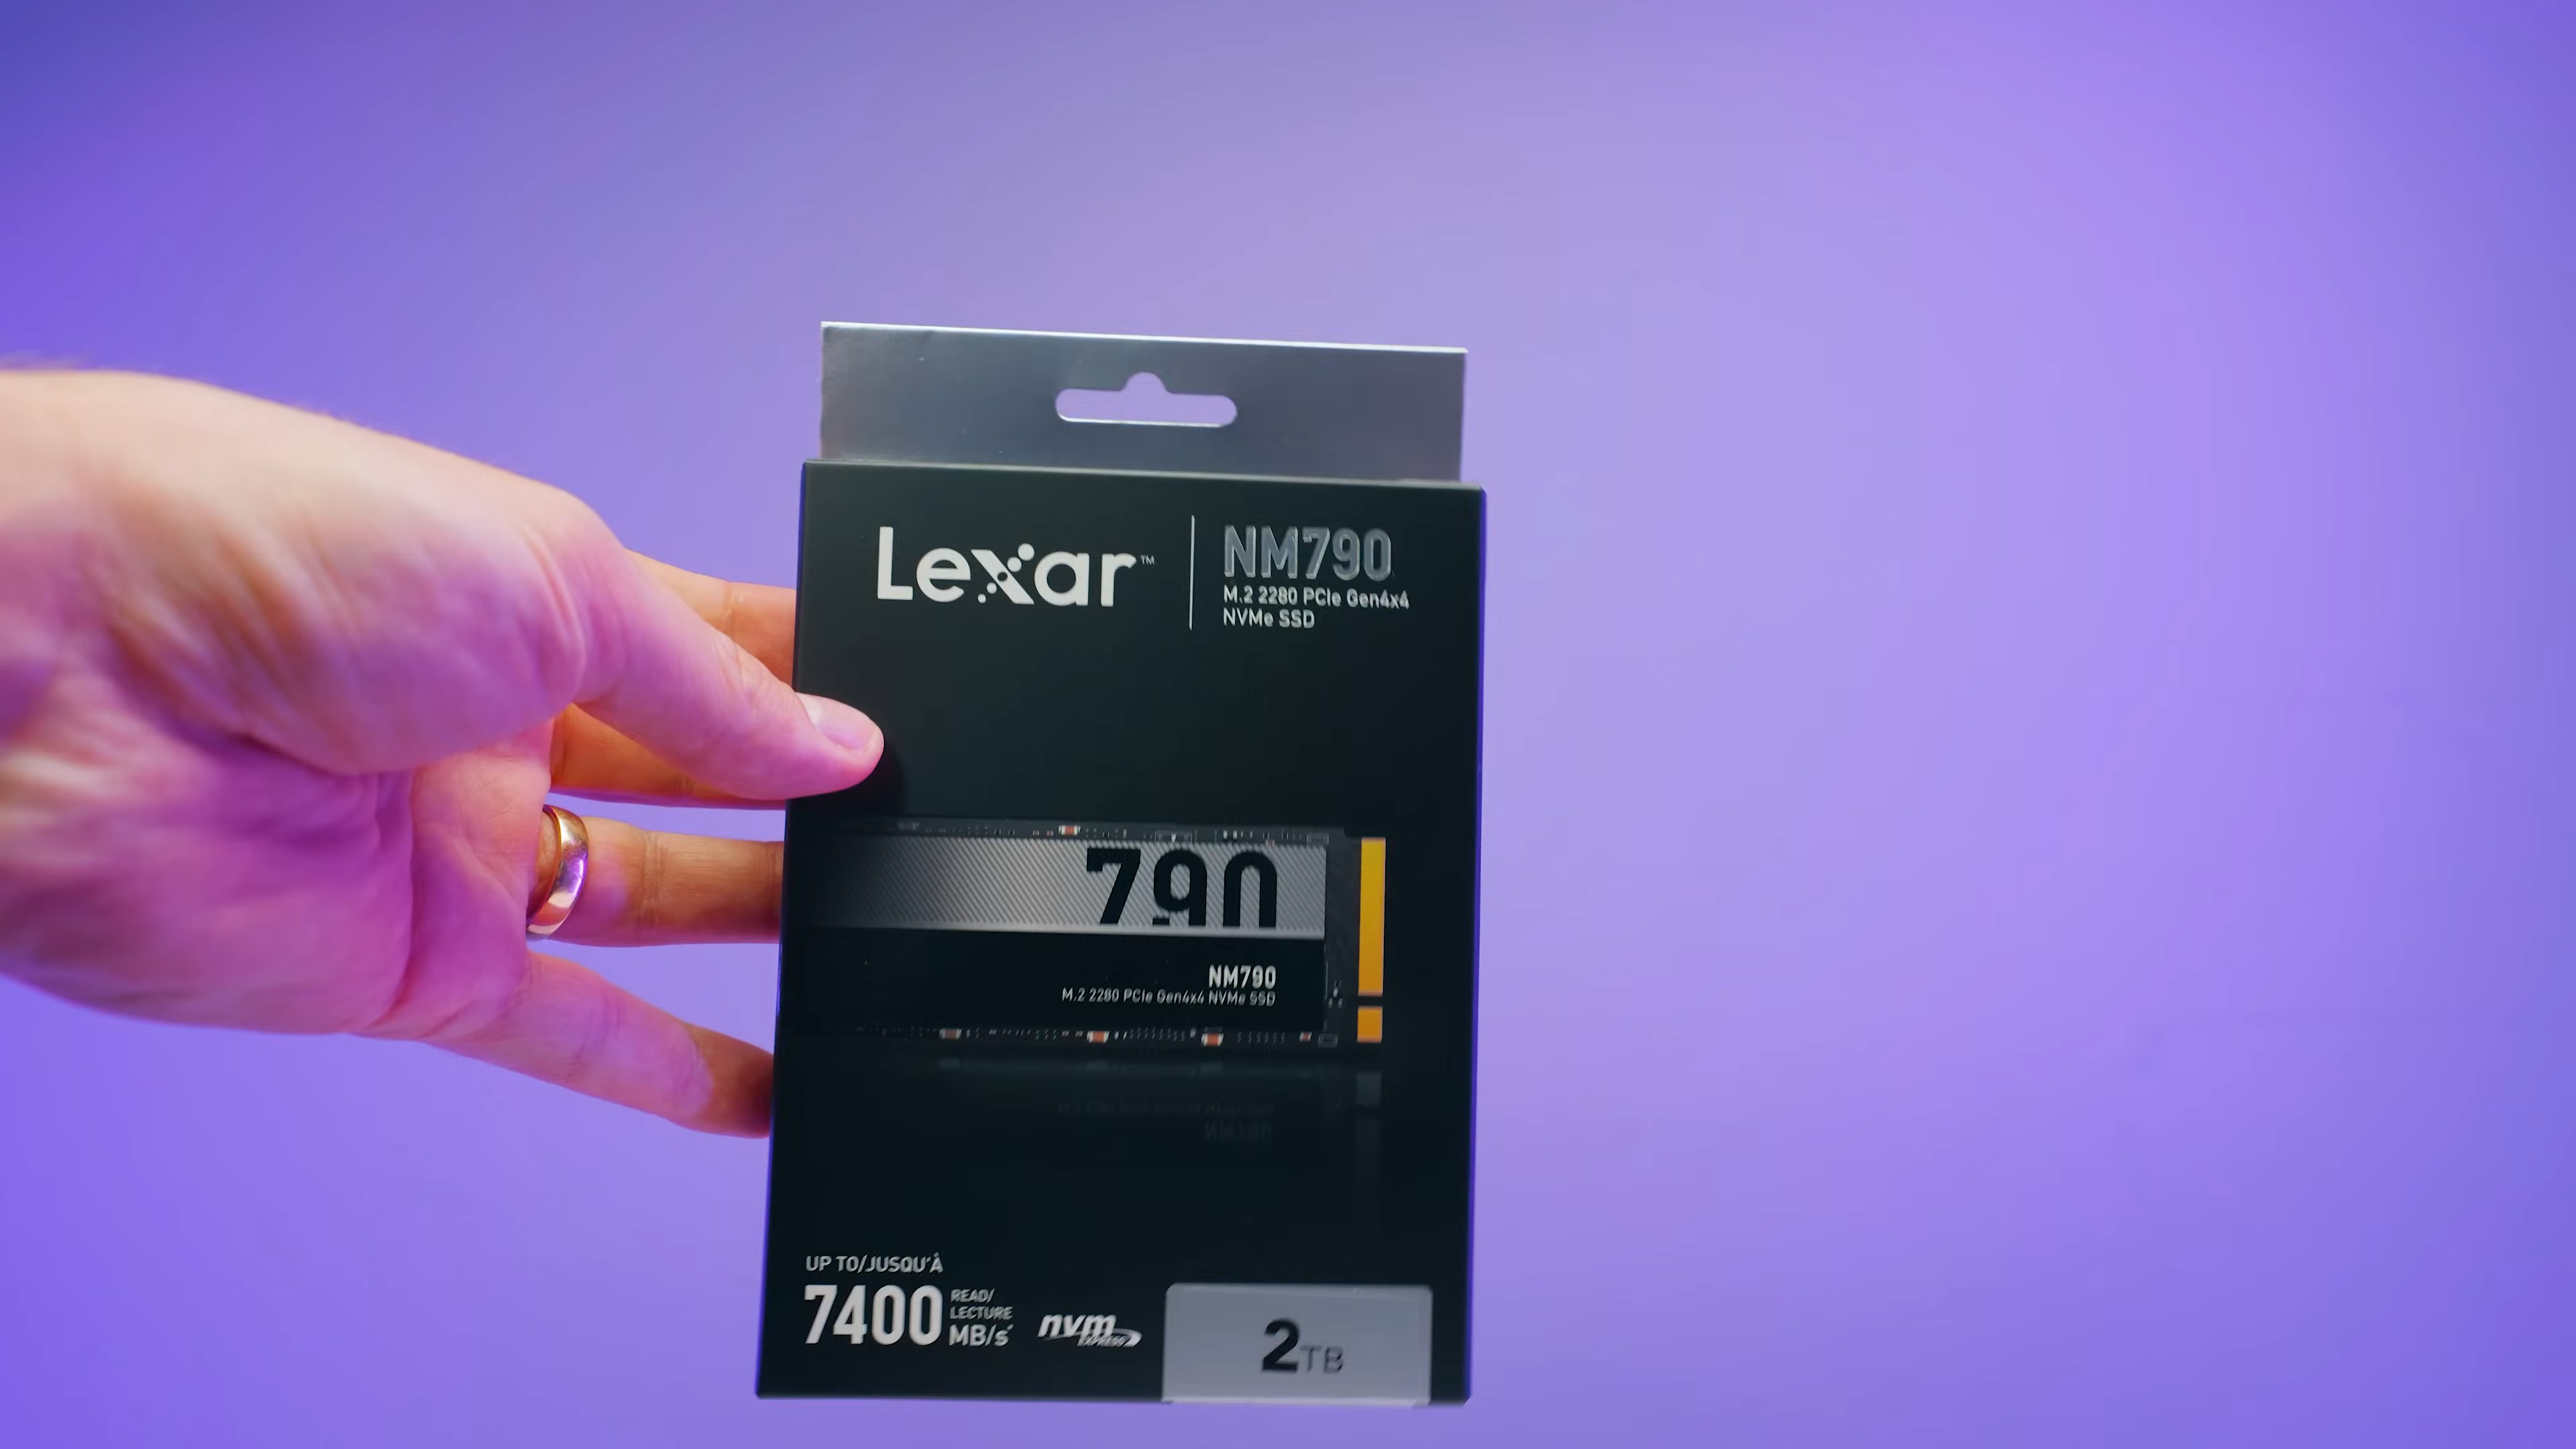 Lexar™
NM790
M.2 2280 PCIe Gen4x4
NVMe SSD
790
NM790
M.2 2280 PCIe Gen4x4 NVMe SSD
UP TO/JUSQU'À
7400
READ/
LECTURE
MB/s*
nvm
EXPRESS
2TB